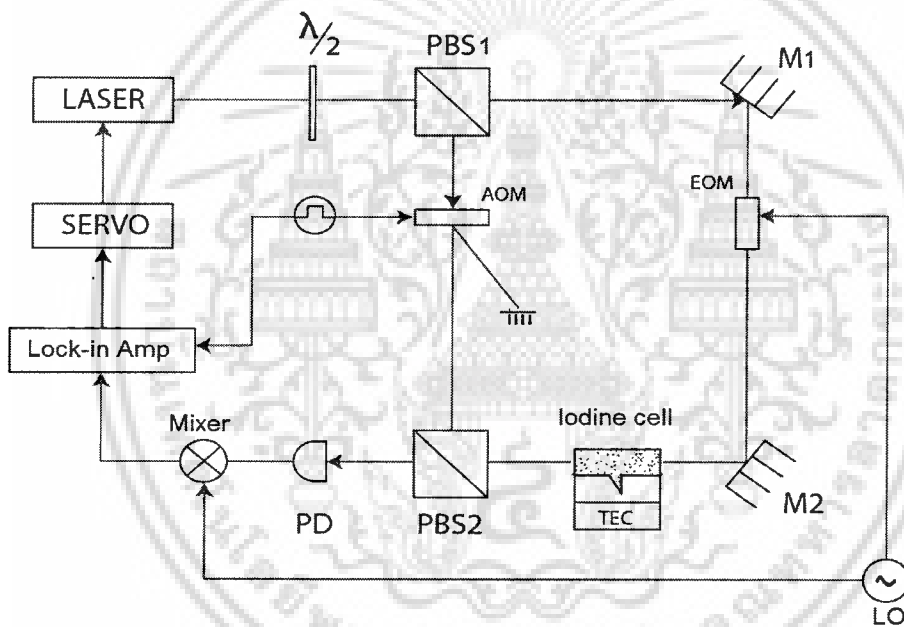 λ/2
PBS1
M1
LASER
AOM
EOM
SERVO
Lock-in Amp
Iodine cell
Mixer
PD
PBS2
TEC
M2
~
LO